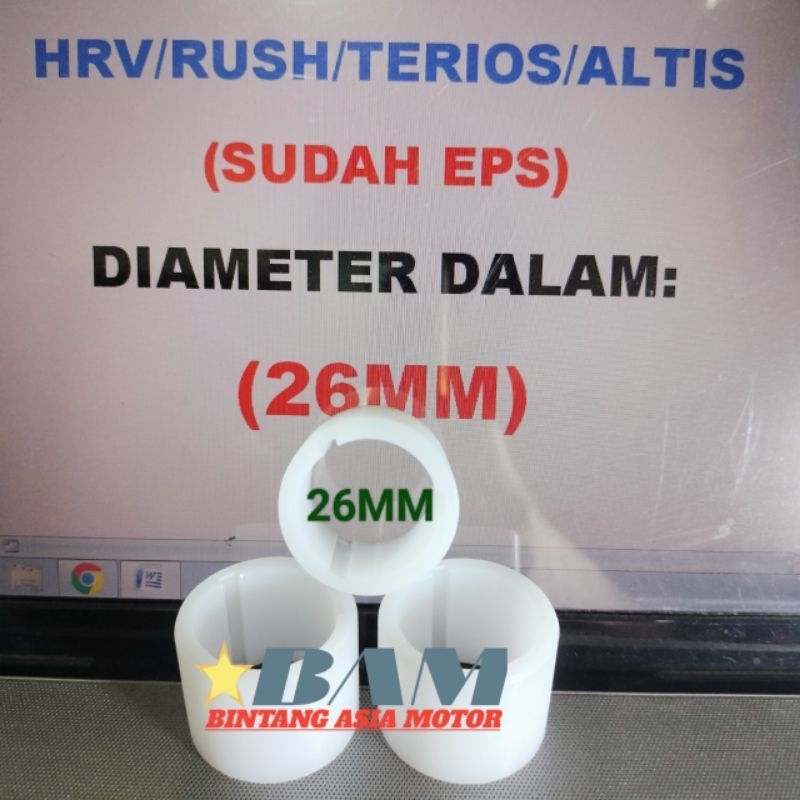 HRV/RUSH/TERIOS/ALTIS
(SUDAH EPS)
DIAMETER DALAM:
(26MM)
26MM
BAM
BINTANG ASIA MOTOR